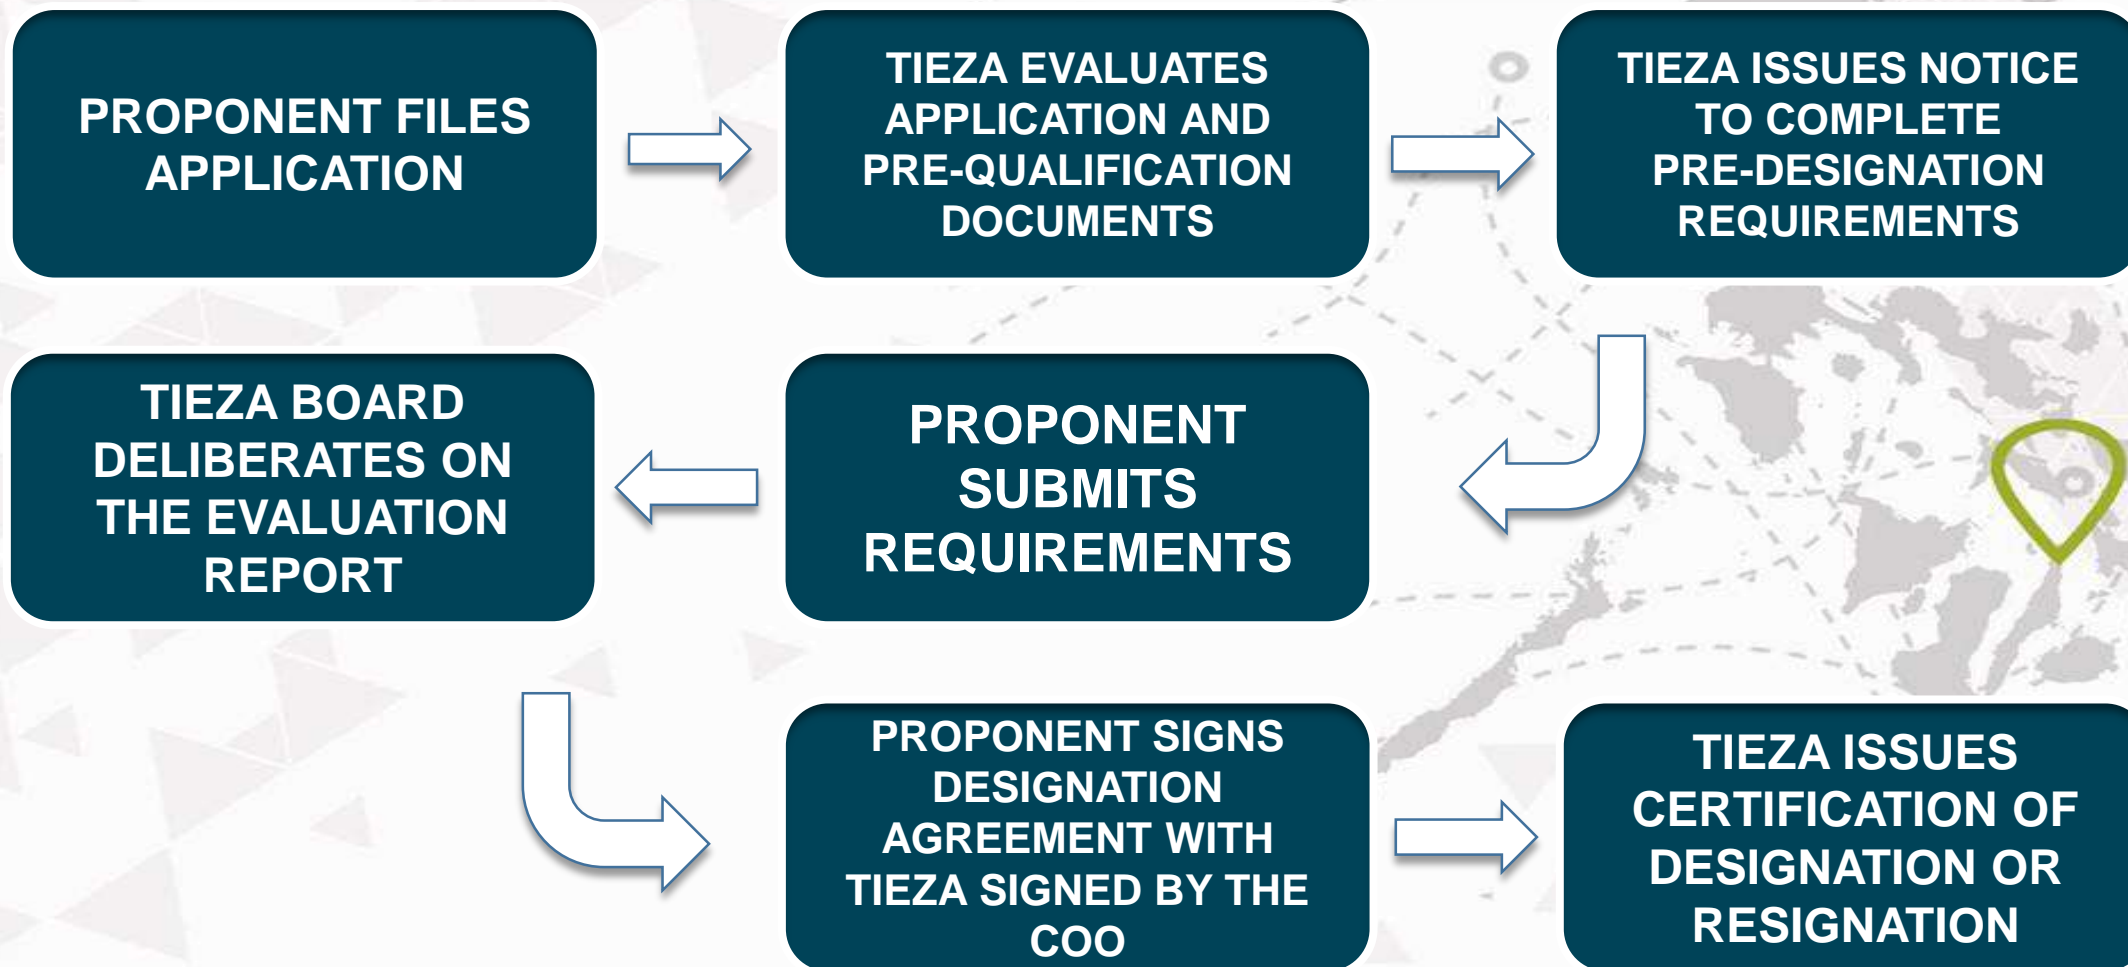 PROPONENT FILES
APPLICATION
TIEZA EVALUATES
APPLICATION AND
PRE-QUALIFICATION
DOCUMENTS
TIEZA ISSUES NOTICE
TO COMPLETE
PRE-DESIGNATION
REQUIREMENTS
PROPONENT
SUBMITS
REQUIREMENTS
TIEZA BOARD
DELIBERATES ON
THE EVALUATION
REPORT
PROPONENT SIGNS
DESIGNATION
AGREEMENT WITH
TIEZA SIGNED BY THE
COO
TIEZA ISSUES
CERTIFICATION OF
DESIGNATION OR
RESIGNATION